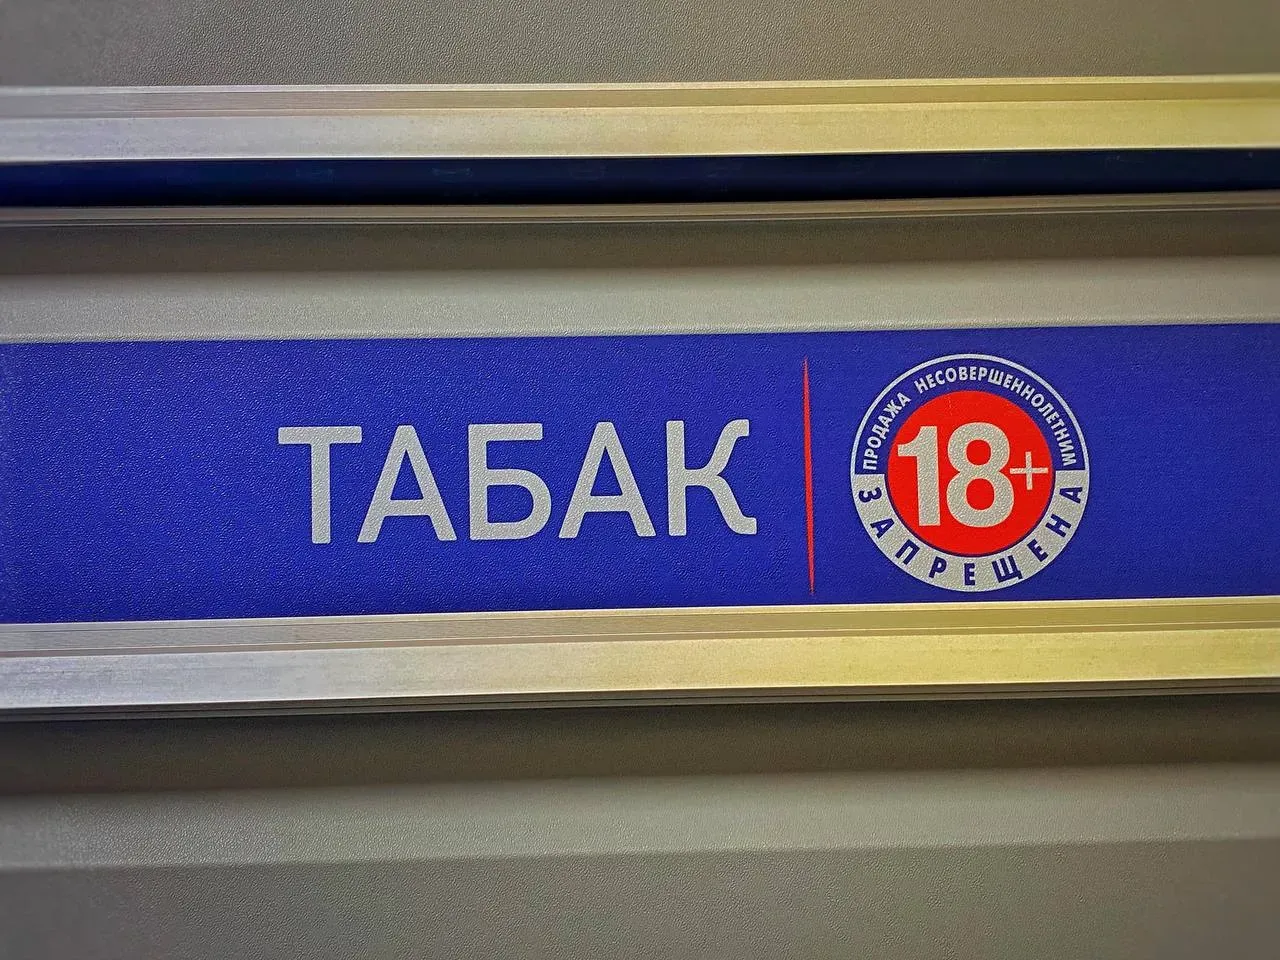 ТАБАК
ПРОДАЖА НЕСОВЕРШЕННОЛЕТНИМ
18+
ЗАПРЕЩЕНА